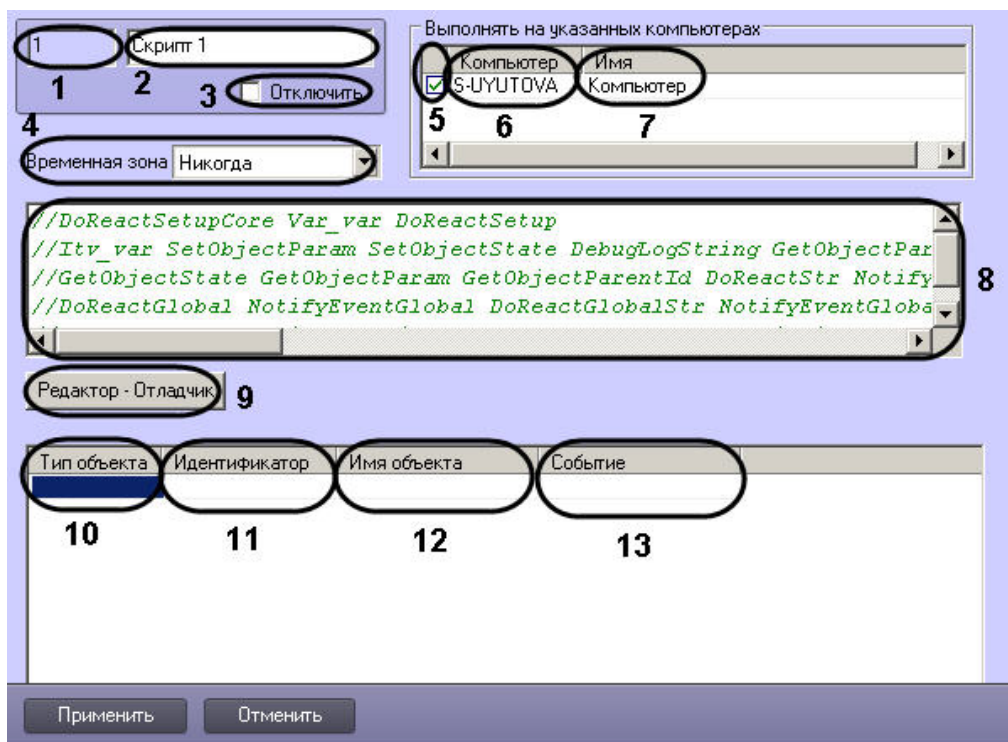 1 Скрипт 1
1 2 3 Отключить
Выполнять на указанных компьютерах
Компьютер Имя
S-UYUTOVA Компьютер
5 6 7
4
Временная зона Никогда
//DoReactSetupCore Var_var DoReactSetup
//Itv_var SetObjectParam SetObjectState DebugLogString GetObjectPar
//GetObjectState GetObjectParam GetObjectParentId DoReactStr Notify
//DoReactGlobal NotifyEventGlobal DoReactGlobalStr NotifyEventGloba
8
Редактор - Отладчик 9
Тип объекта Идентификатор Имя объекта Событие
10 11 12 13
Применить Отменить